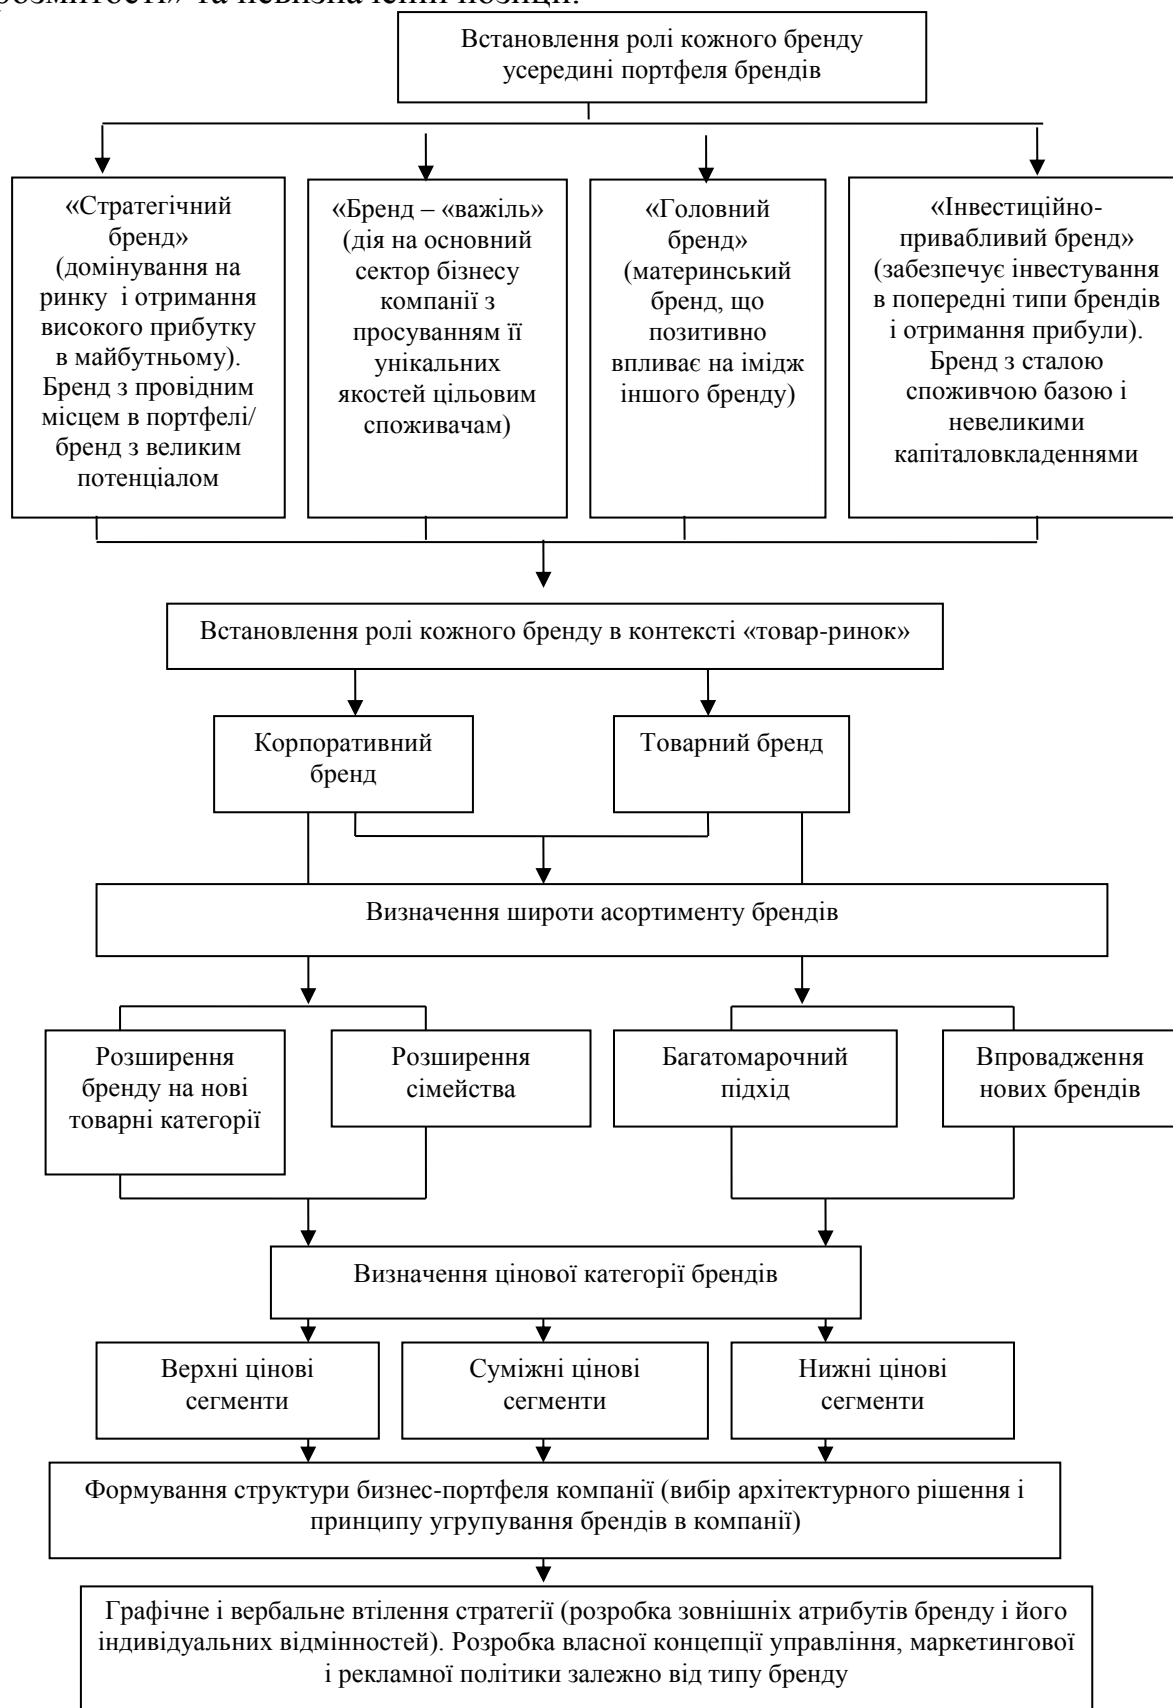 розмитості» та невизначеній позиції.
Встановлення ролі кожного бренду
усередині портфеля брендів
«Стратегічний
бренд»
(домінування на
ринку і отримання
високого прибутку
в майбутньому).
Бренд з провідним
місцем в портфелі/
бренд з великим
потенціалом
«Бренд – «важіль»
(дія на основний
сектор бізнесу
компанії з
просуванням її
унікальних
якостей цільовим
споживачам)
«Головний
бренд»
(материнський
бренд, що
позитивно
впливає на імідж
іншого бренду)
«Інвестиційно-
привабливий бренд»
(забезпечує інвестування
в попередні типи брендів
і отримання прибули).
Бренд з сталою
споживчою базою і
невеликими
капіталовкладеннями
Встановлення ролі кожного бренду в контексті «товар-ринок»
Корпоративний
бренд
Товарний бренд
Визначення широти асортименту брендів
Розширення
бренду на нові
товарні категорії
Розширення
сімейства
Багатомарочний
підхід
Впровадження
нових брендів
Визначення цінової категорії брендів
Верхні цінові
сегменти
Суміжні цінові
сегменти
Нижні цінові
сегменти
Формування структури бизнес-портфеля компанії (вибір архітектурного рішення і
принципу угрупування брендів в компанії)
Графічне і вербальне втілення стратегії (розробка зовнішніх атрибутів бренду і його
індивідуальних відмінностей). Розробка власної концепції управління, маркетингової
і рекламної політики залежно від типу бренду